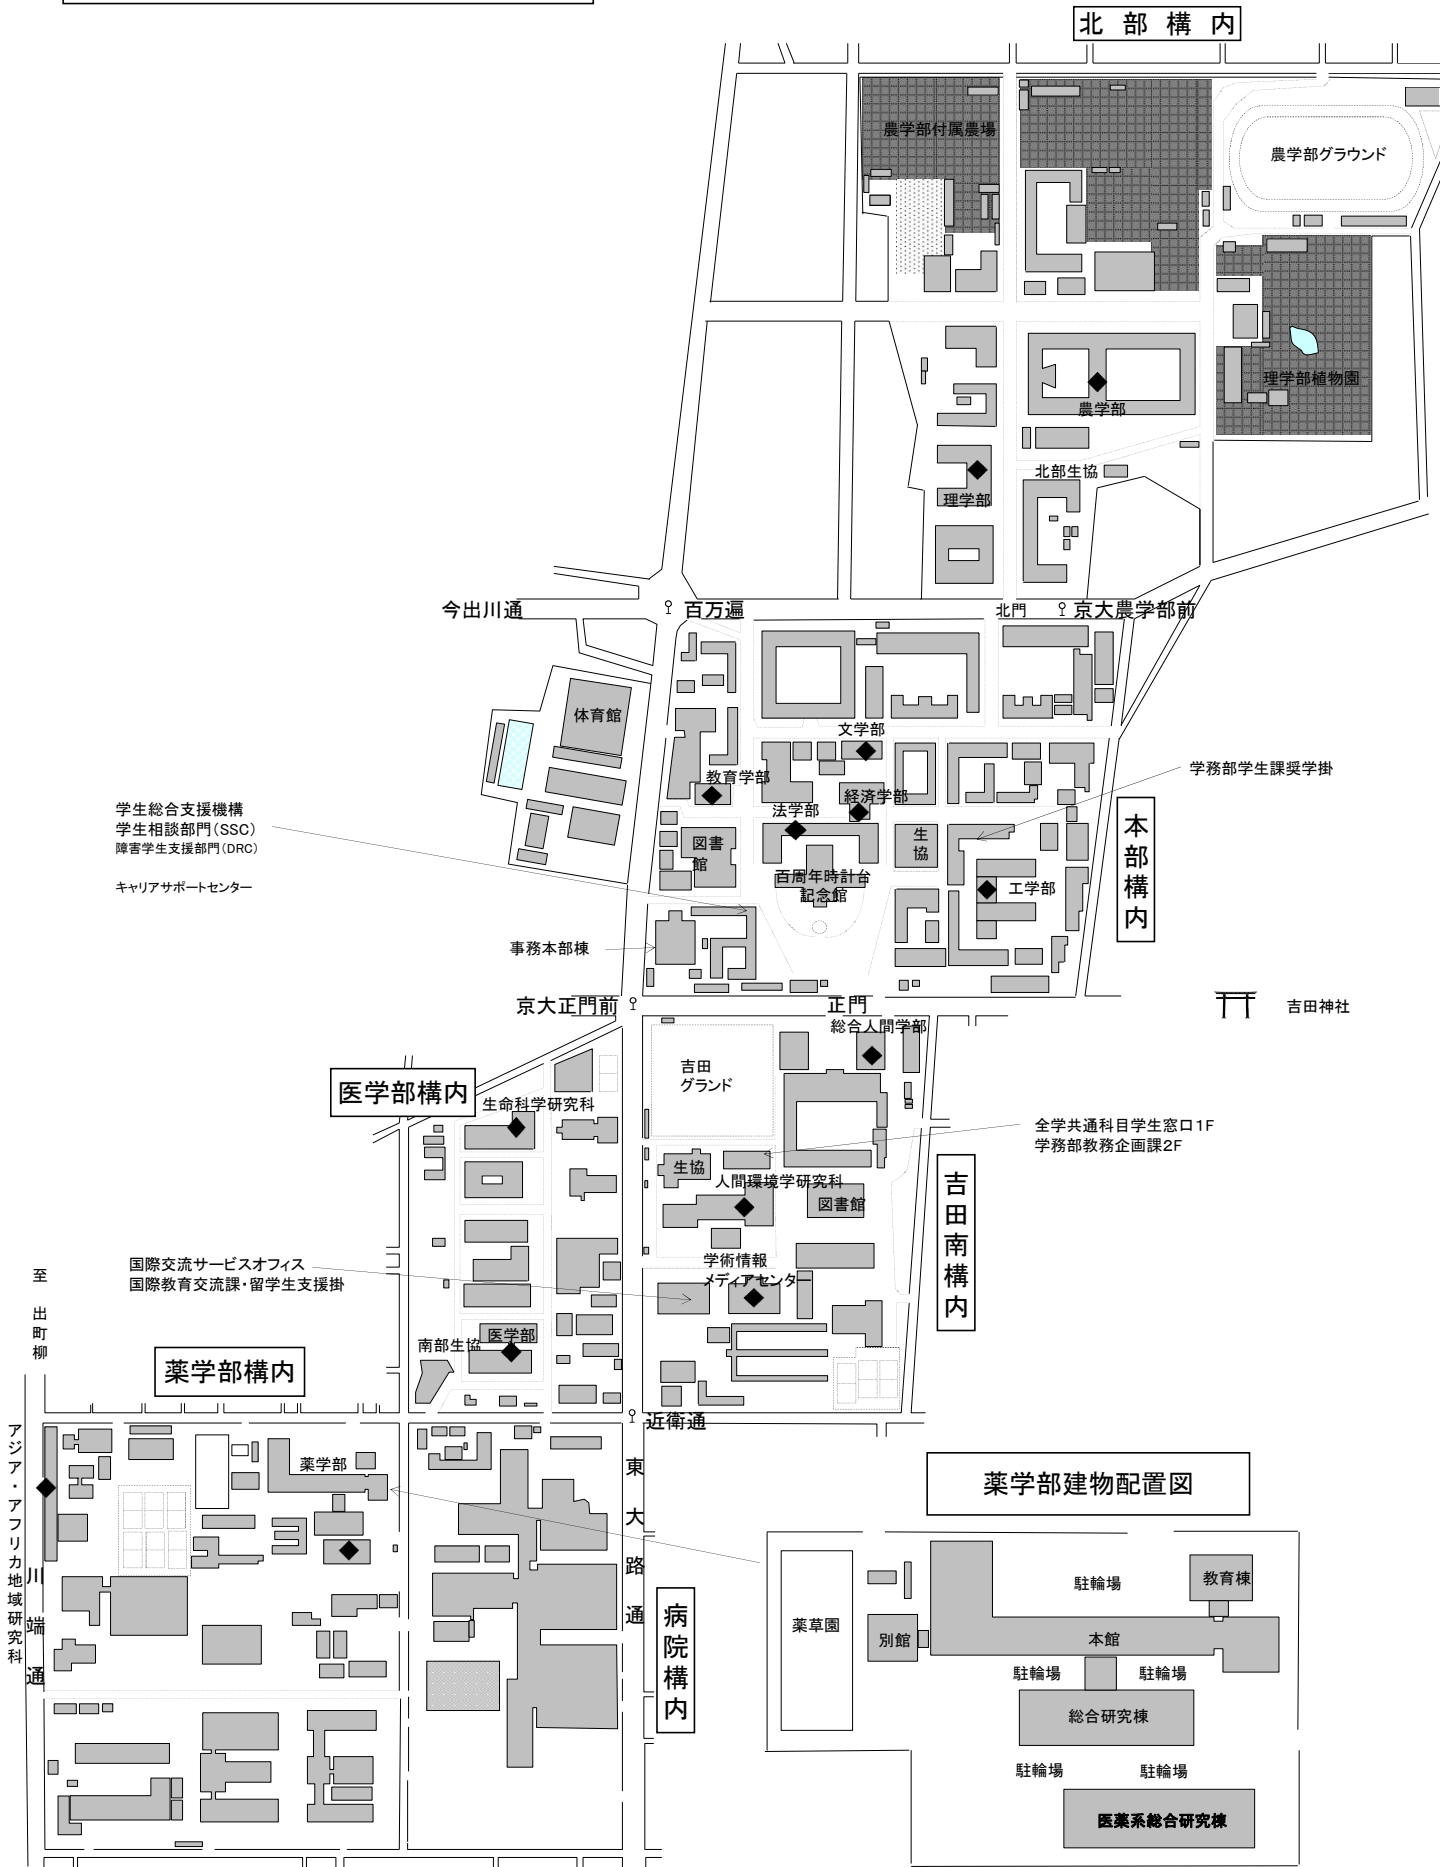 北部構内
農学部付属農場
農学部グラウンド
理学部植物園
農学部
北部生協
理学部
今出川通
百万遍
北門
京大農学部前
体育館
文学部
教育学部
経済学部
法学部
学務部学生課奨学掛
学生総合支援機構
学生相談部門(SSC)
障害学生支援部門(DRC)
キャリアサポートセンター
図書
館
生
協
百周年時計台
記念館
工学部
本部構内
事務本部棟
京大正門前
正門
吉田神社
総合人間学部
吉田
グランド
医学部構内
生命科学研究科
全学共通科目学生窓口1F
学務部教務企画課2F
生協
人間環境学研究科
図書館
吉田南構内
学術情報
メディアセンター
国際交流サービスオフィス
国際教育交流課・留学生支援掛
至 出町柳
南部生協
医学部
薬学部構内
近衛通
アジア・アフリカ地域研究科
川端通
薬学部
東大路通
病院構内
薬学部建物配置図
駐輪場
教育棟
薬草園
別館
本館
駐輪場
駐輪場
総合研究棟
駐輪場
駐輪場
医薬系総合研究棟